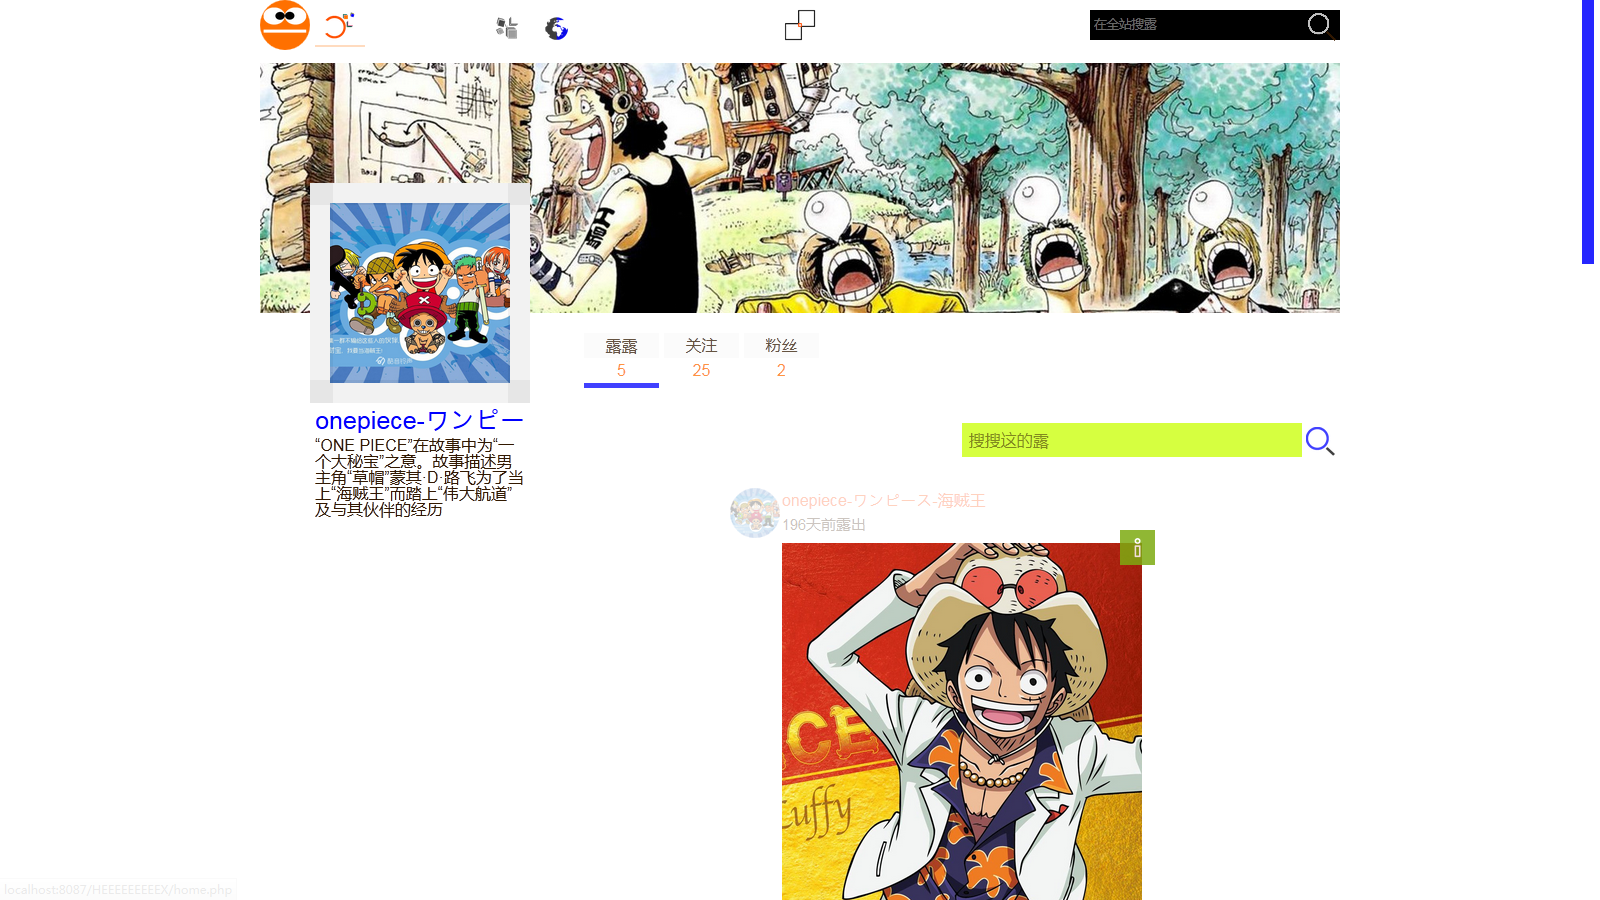 在全站搜露
露露
关注
粉丝
5
25
2
onepiece-ワンピー
“ONE PIECE”在故事中为“一
个大秘宝”之意。故事描述男
主角“草帽”蒙其·D·路飞为了当
上“海贼王”而踏上“伟大航道”
及与其伙伴的经历
搜搜这的露
onepiece-ワンピース-海贼王
196天前露出
localhost:8087/HEEEEEEEEEX/home.php